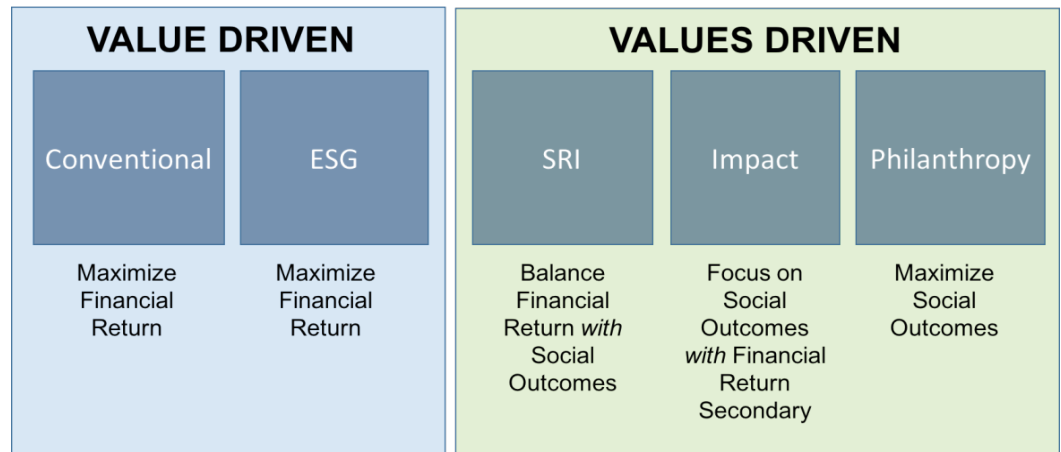 VALUE DRIVEN
Conventional
ESG
Maximize
Financial
Return
Maximize
Financial
Return
VALUES DRIVEN
SRI
Impact
Philanthropy
Balance
Financial
Return with
Social
Outcomes
Focus on
Social
Outcomes
with Financial
Return
Secondary
Maximize
Social
Outcomes